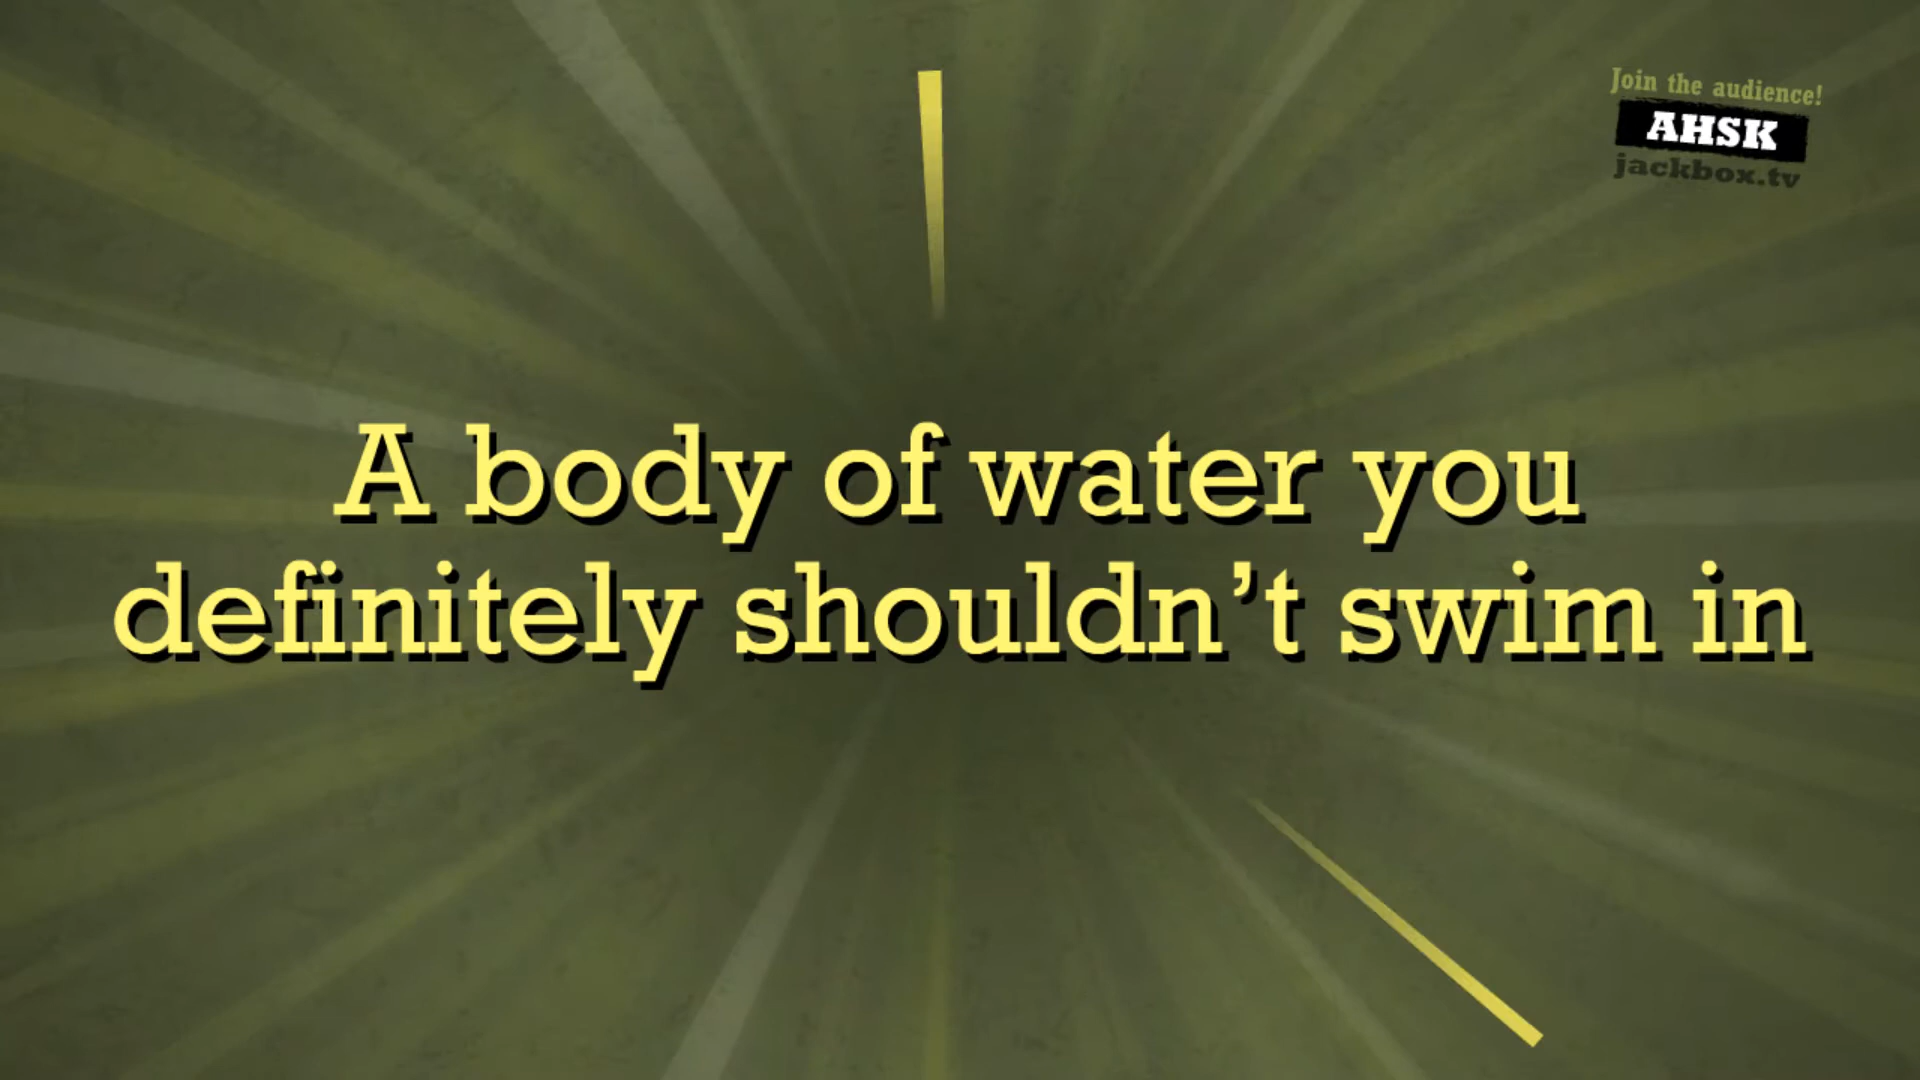 Join the audience!
AHSK
jackbox.tv
A body of water you
definitely shouldn’t swim in